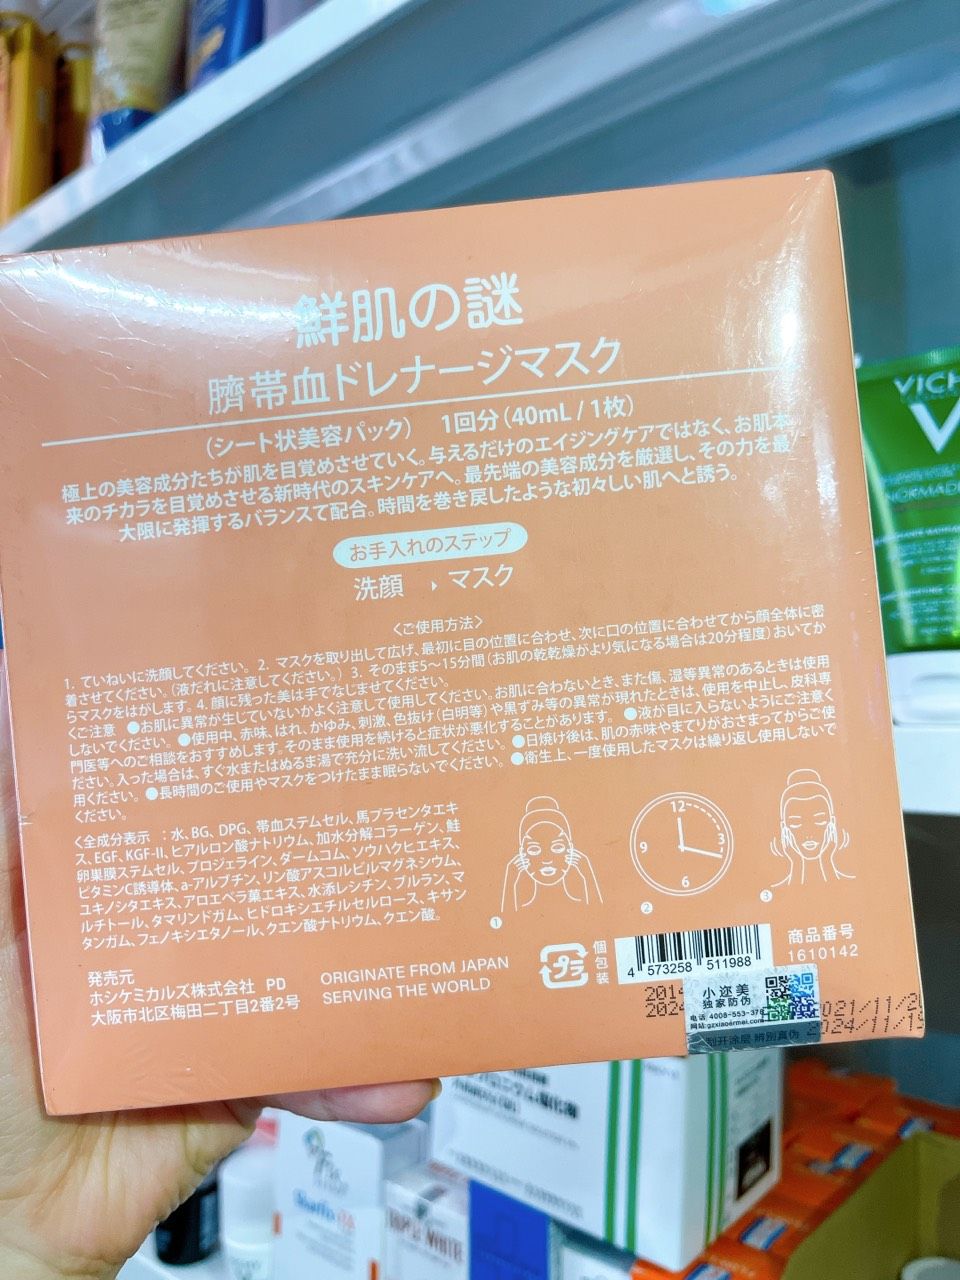 鮮肌の謎
臍帯血ドレナージマスク
(シート状美容パック) 1回分(40mL / 1枚)
極上の美容成分たちが肌を目覚めさせていく。与えるだけのエイジングケアではなく、お肌本
来のチカラを目覚めさせる新時代のスキンケアへ。最先端の美容成分を厳選し、その力を最
大限に発揮するバランスて配合。時間を巻き戻したような初々しい肌へと誘う。
お手入れのステップ
洗顔 › マスク
〈ご使用方法〉
1. ていねいに洗顔してください。 2. マスクを取り出して広げ、最初に目の位置に合わせ、次に口の位置に合わせてから顔全体に密
着させてください。(液だれに注意してください。) 3. そのまま5〜15分間(お肌の乾乾燥がより気になる場合は20分程度)おいてか
らマスクをはがします。 4. 顔に残った美は手でなじませてください。
くご注意 ●お肌に異常が生じていないかよく注意して使用してください。お肌に合わないとき、また傷、湿等異常のあるときは使用
しないでください。 ●使用中、赤味、はれ、かゆみ、刺激、色抜け(白明等)や黒ずみ等の異常が現れたときは、使用を中止し、皮科専
門医等へのご相談をおすすめします。そのまま使用を続けると症状が悪化することがあります。 ●液が目に入らないようにご注意く
ださい。入った場合は、すぐ水またはぬるま湯で充分に洗い流してください。 ●日焼け後は、肌の赤味やまてりがおさまってからご使
用ください。 ●長時間のご使用やマスクをつけたまま眠らないでください。 ●衛生上、一度使用したマスクは繰り返し使用しないで
ください。
〈全成分表示 : 水、BG、DPG、帯血ステムセル、馬プラセンタエキ
ス、EGF、KGF-II、ヒアルロン酸ナトリウム、加水分解コラーゲン、鮭
卵巣膜ステムセル、プロジェライン、ダームコム、ソウハクヒエキス、
ビタミンC誘導体、a-アルブチン、リン酸アスコルビルマグネシウム、
ユキノシタエキス、アロエベラ菓エキス、水添レシチン、プルラン、マ
ルチトール、タマリンドガム、ヒドロキシエチルセルロース、キサン
タンガム、フェノキシエタノール、クエン酸ナトリウム、クエン酸。
12
3
6
9
1
2
3
発売元
ホシケミカルズ株式会社 PD
大阪市北区梅田二丁目2番2号
ORIGINATE FROM JAPAN
SERVING THE WORLD
プラ
個包装
4 573258 511988
商品番号
1610142
小迩美
独家防伪
电话: 4008-553-376
网站:gzxiaoermei.com
刮开涂层 辨别真伪
021/11/2
2024/11/19
VICH
NORMAD